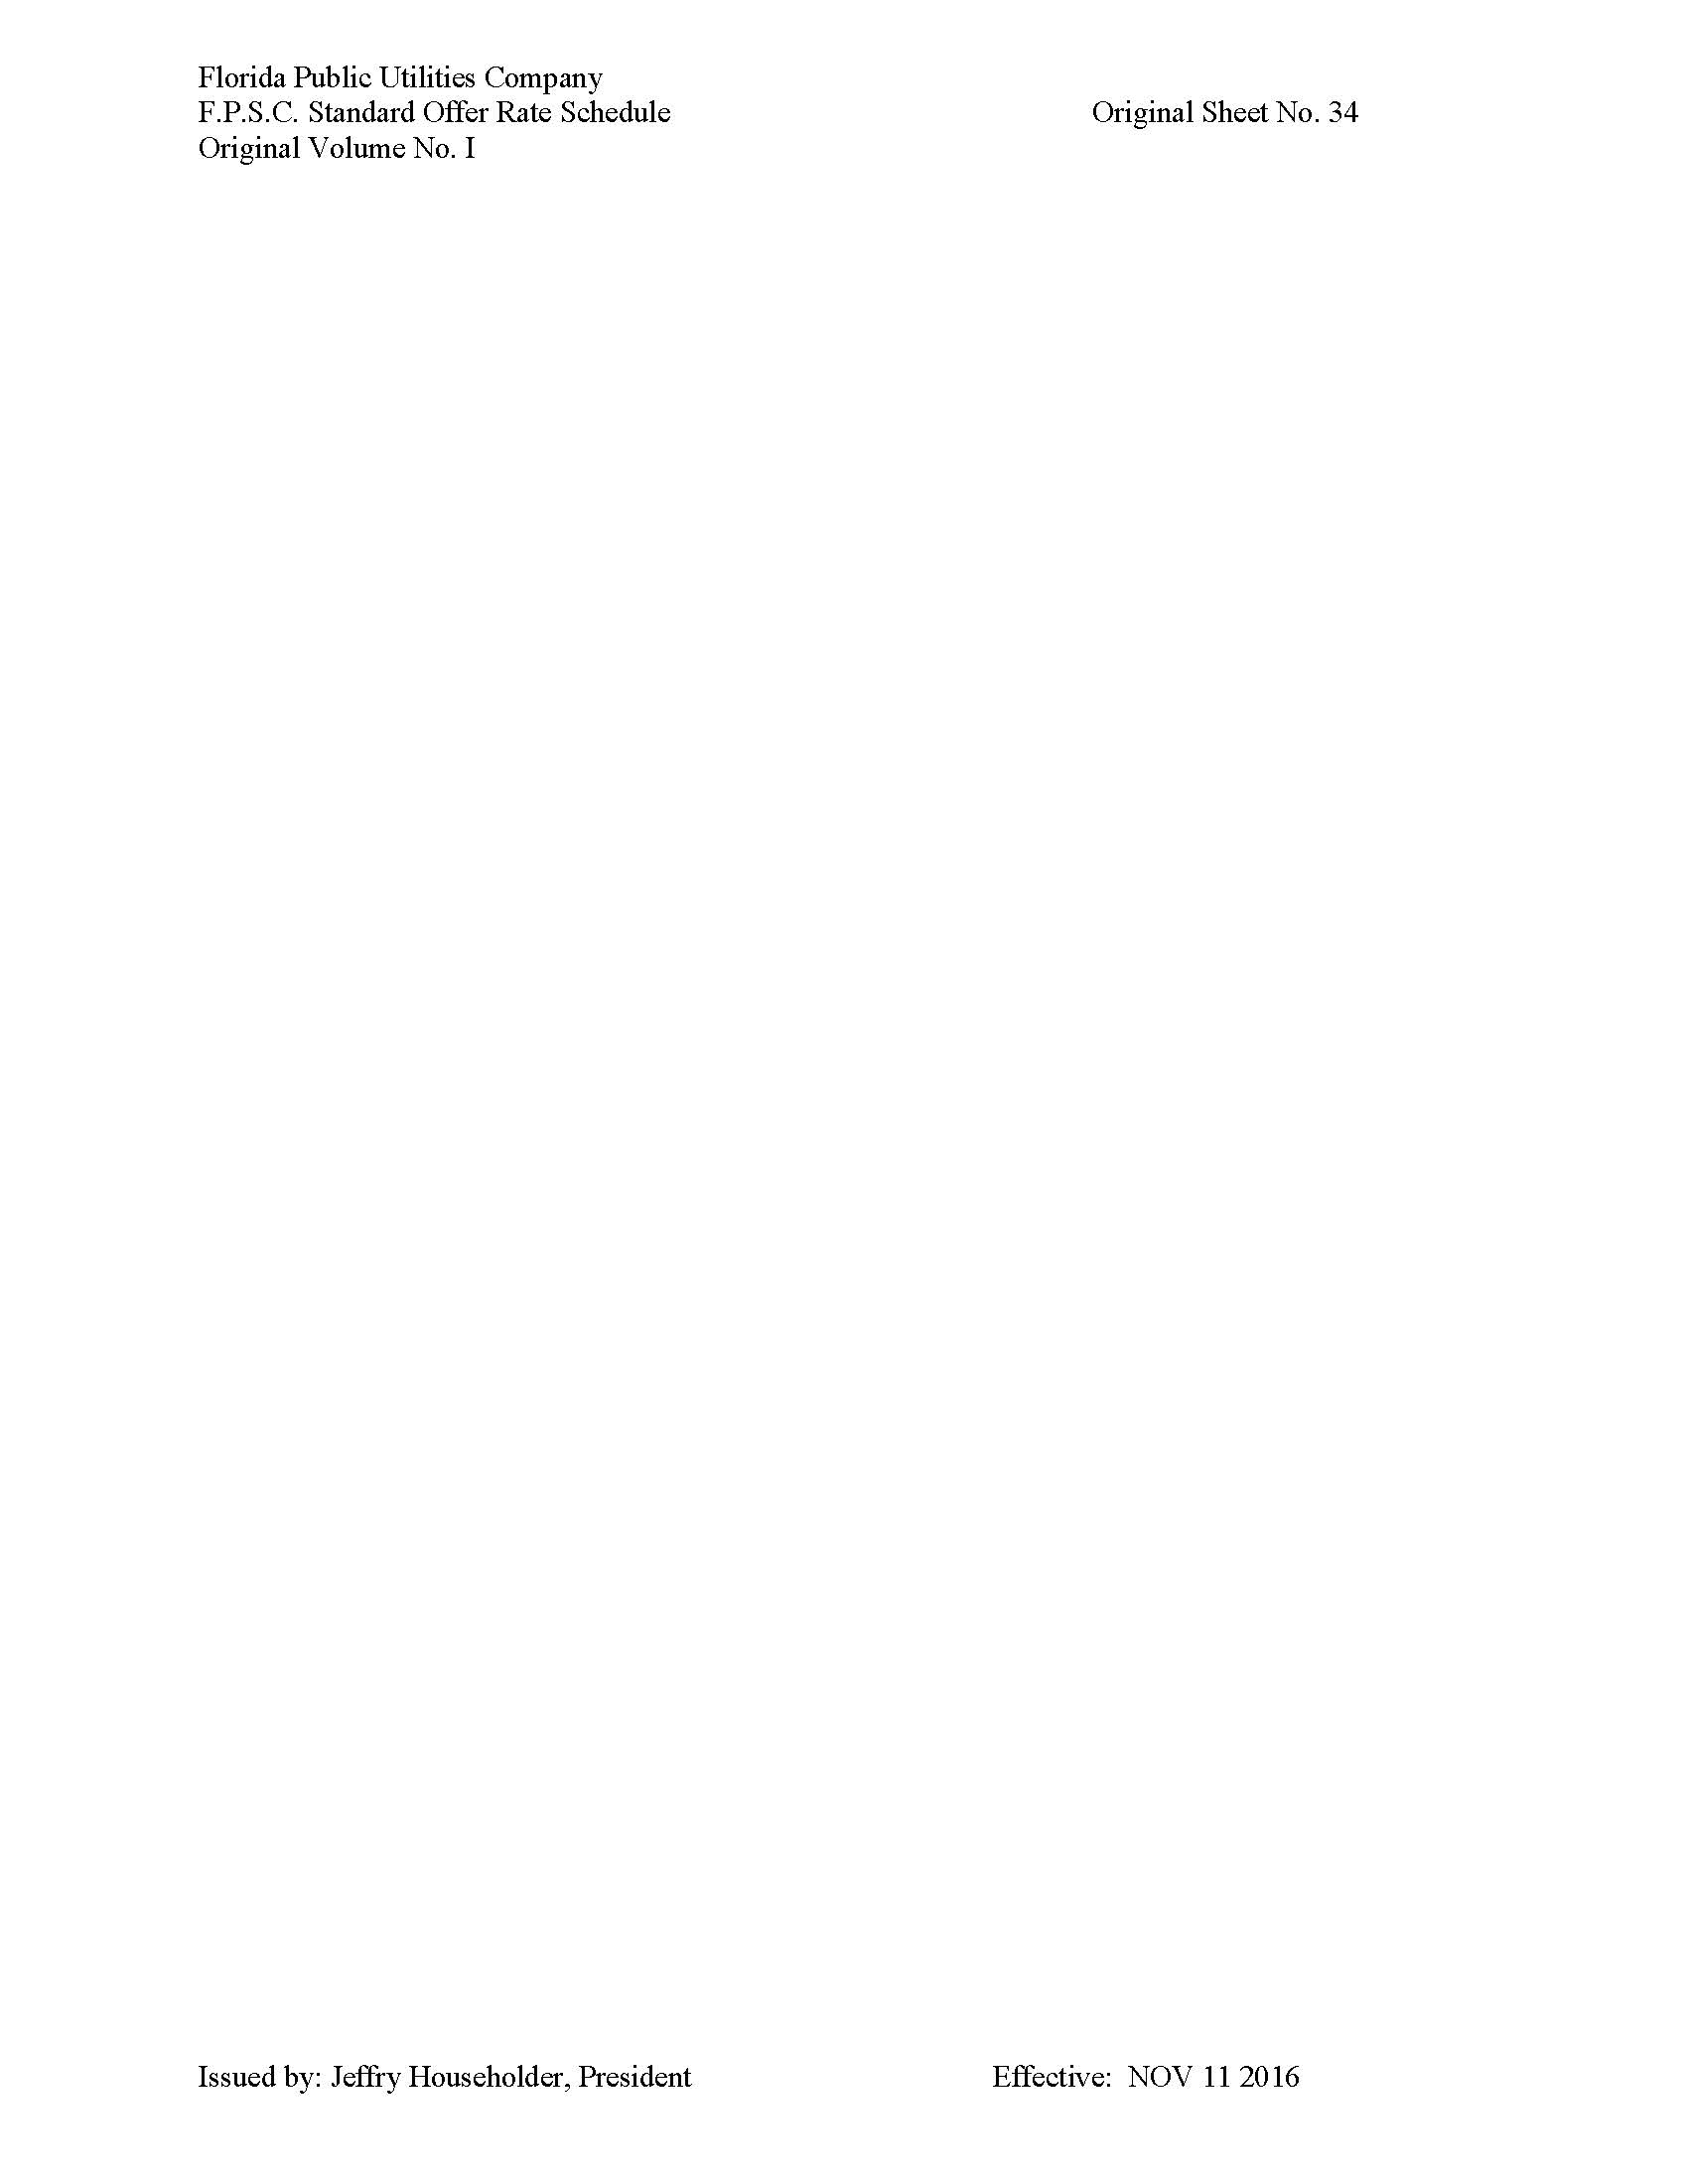 Florida Public Utilities Company
F.P.S.C. Standard Offer Rate Schedule Original Sheet No. 34
Original Volume No. I
Issued by: Jeffry Householder, President Effective: NOV 11 2016